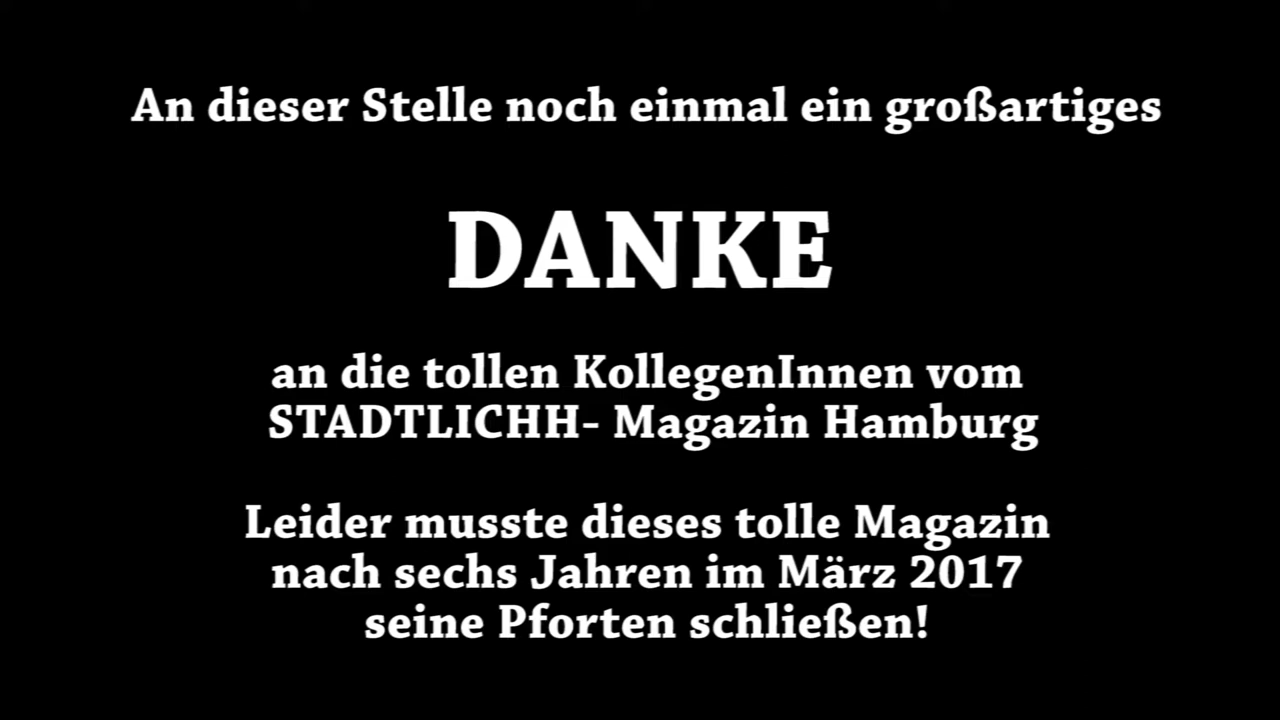 An dieser Stelle noch einmal ein großartiges
DANKE
an die tollen KollegenInnen vom
STADTLICHH- Magazin Hamburg
Leider musste dieses tolle Magazin
nach sechs Jahren im März 2017
seine Pforten schließen!